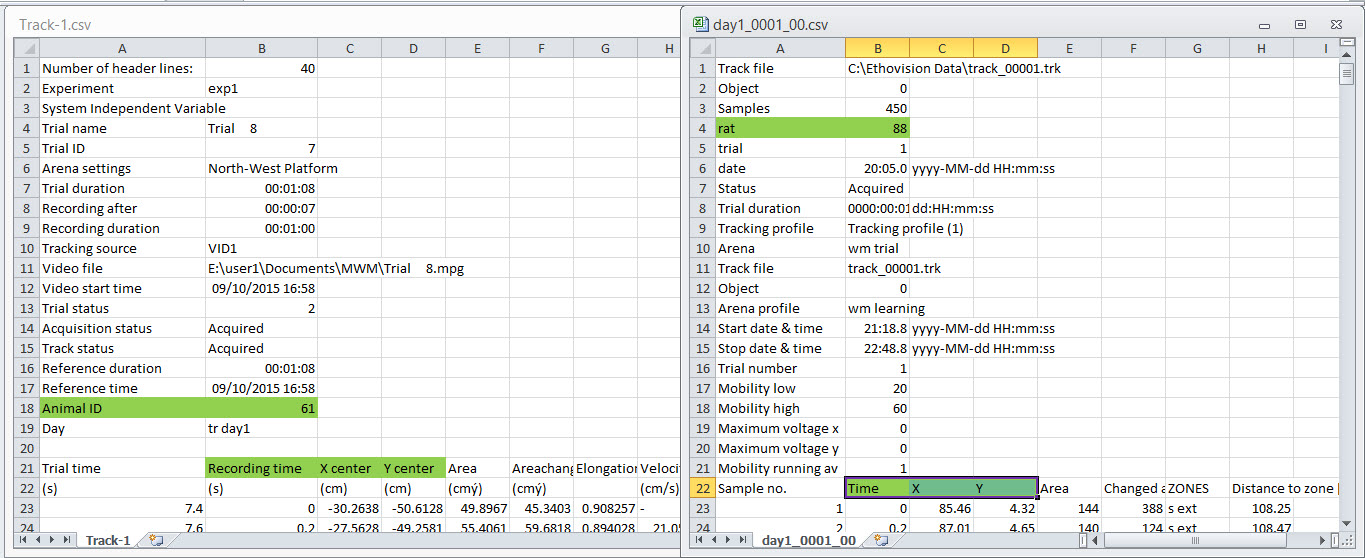 Track-1.csv
A B C D E F G H
1 Number of header lines: 40
2 Experiment exp1
3 System Independent Variable
4 Trial name Trial 8
5 Trial ID 7
6 Arena settings North-West Platform
7 Trial duration 00:01:08
8 Recording after 00:00:07
9 Recording duration 00:01:00
10 Tracking source VID1
11 Video file E:\user1\Documents\MWM\Trial 8.mpg
12 Video start time 09/10/2015 16:58
13 Trial status 2
14 Acquisition status Acquired
15 Track status Acquired
16 Reference duration 00:01:08
17 Reference time 09/10/2015 16:58
18 Animal ID 61
19 Day tr day1
20
21 Trial time Recording time X center Y center Area Areachang Elongation Velocit
22 (s) (s) (cm) (cm) (cmý) (cmý) (cm/s)
23 7.4 0 -30.2638 -50.6128 49.8967 45.3403 0.908257 -
24 7.6 0.2 -27.5628 -49.2581 55.4061 59.6818 0.894028 21.05
Track-1
day1_0001_00.csv
A B C D E F G H I
1 Track file C:\Ethovision Data\track_00001.trk
2 Object 0
3 Samples 450
4 rat 88
5 trial 1
6 date 20:05.0 yyyy-MM-dd HH:mm:ss
7 Status Acquired
8 Trial duration 0000:00:01 dd:HH:mm:ss
9 Tracking profile Tracking profile (1)
10 Arena wm trial
11 Track file track_00001.trk
12 Object 0
13 Arena profile wm learning
14 Start date & time 21:18.8 yyyy-MM-dd HH:mm:ss
15 Stop date & time 22:48.8 yyyy-MM-dd HH:mm:ss
16 Trial number 1
17 Mobility low 20
18 Mobility high 60
19 Maximum voltage x 0
20 Maximum voltage y 0
21 Mobility running av 1
22 Sample no. Time X Y Area Changed a ZONES Distance to zone [
23 1 0 85.46 4.32 144 388 s ext 108.25
24 2 0.2 87.01 4.65 140 124 s ext 108.47
day1_0001_00